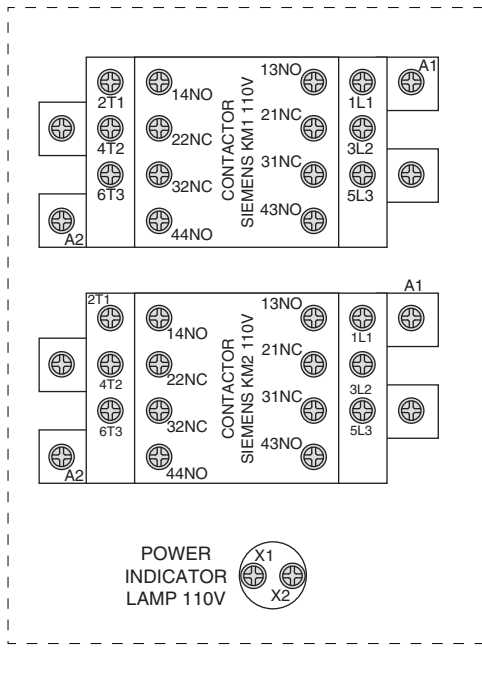 A1
13NO
1L1
2T1
14NO
21NC
4T2
22NC
3L2
31NC
6T3
32NC
5L3
43NO
44NO
A2
CONTACTOR
SIEMENS KM1 110V
A1
2T1
13NO
14NO
1L1
21NC
4T2
22NC
3L2
31NC
6T3
32NC
5L3
43NO
44NO
A2
CONTACTOR
SIEMENS KM2 110V
POWER
INDICATOR
LAMP 110V
X1
X2